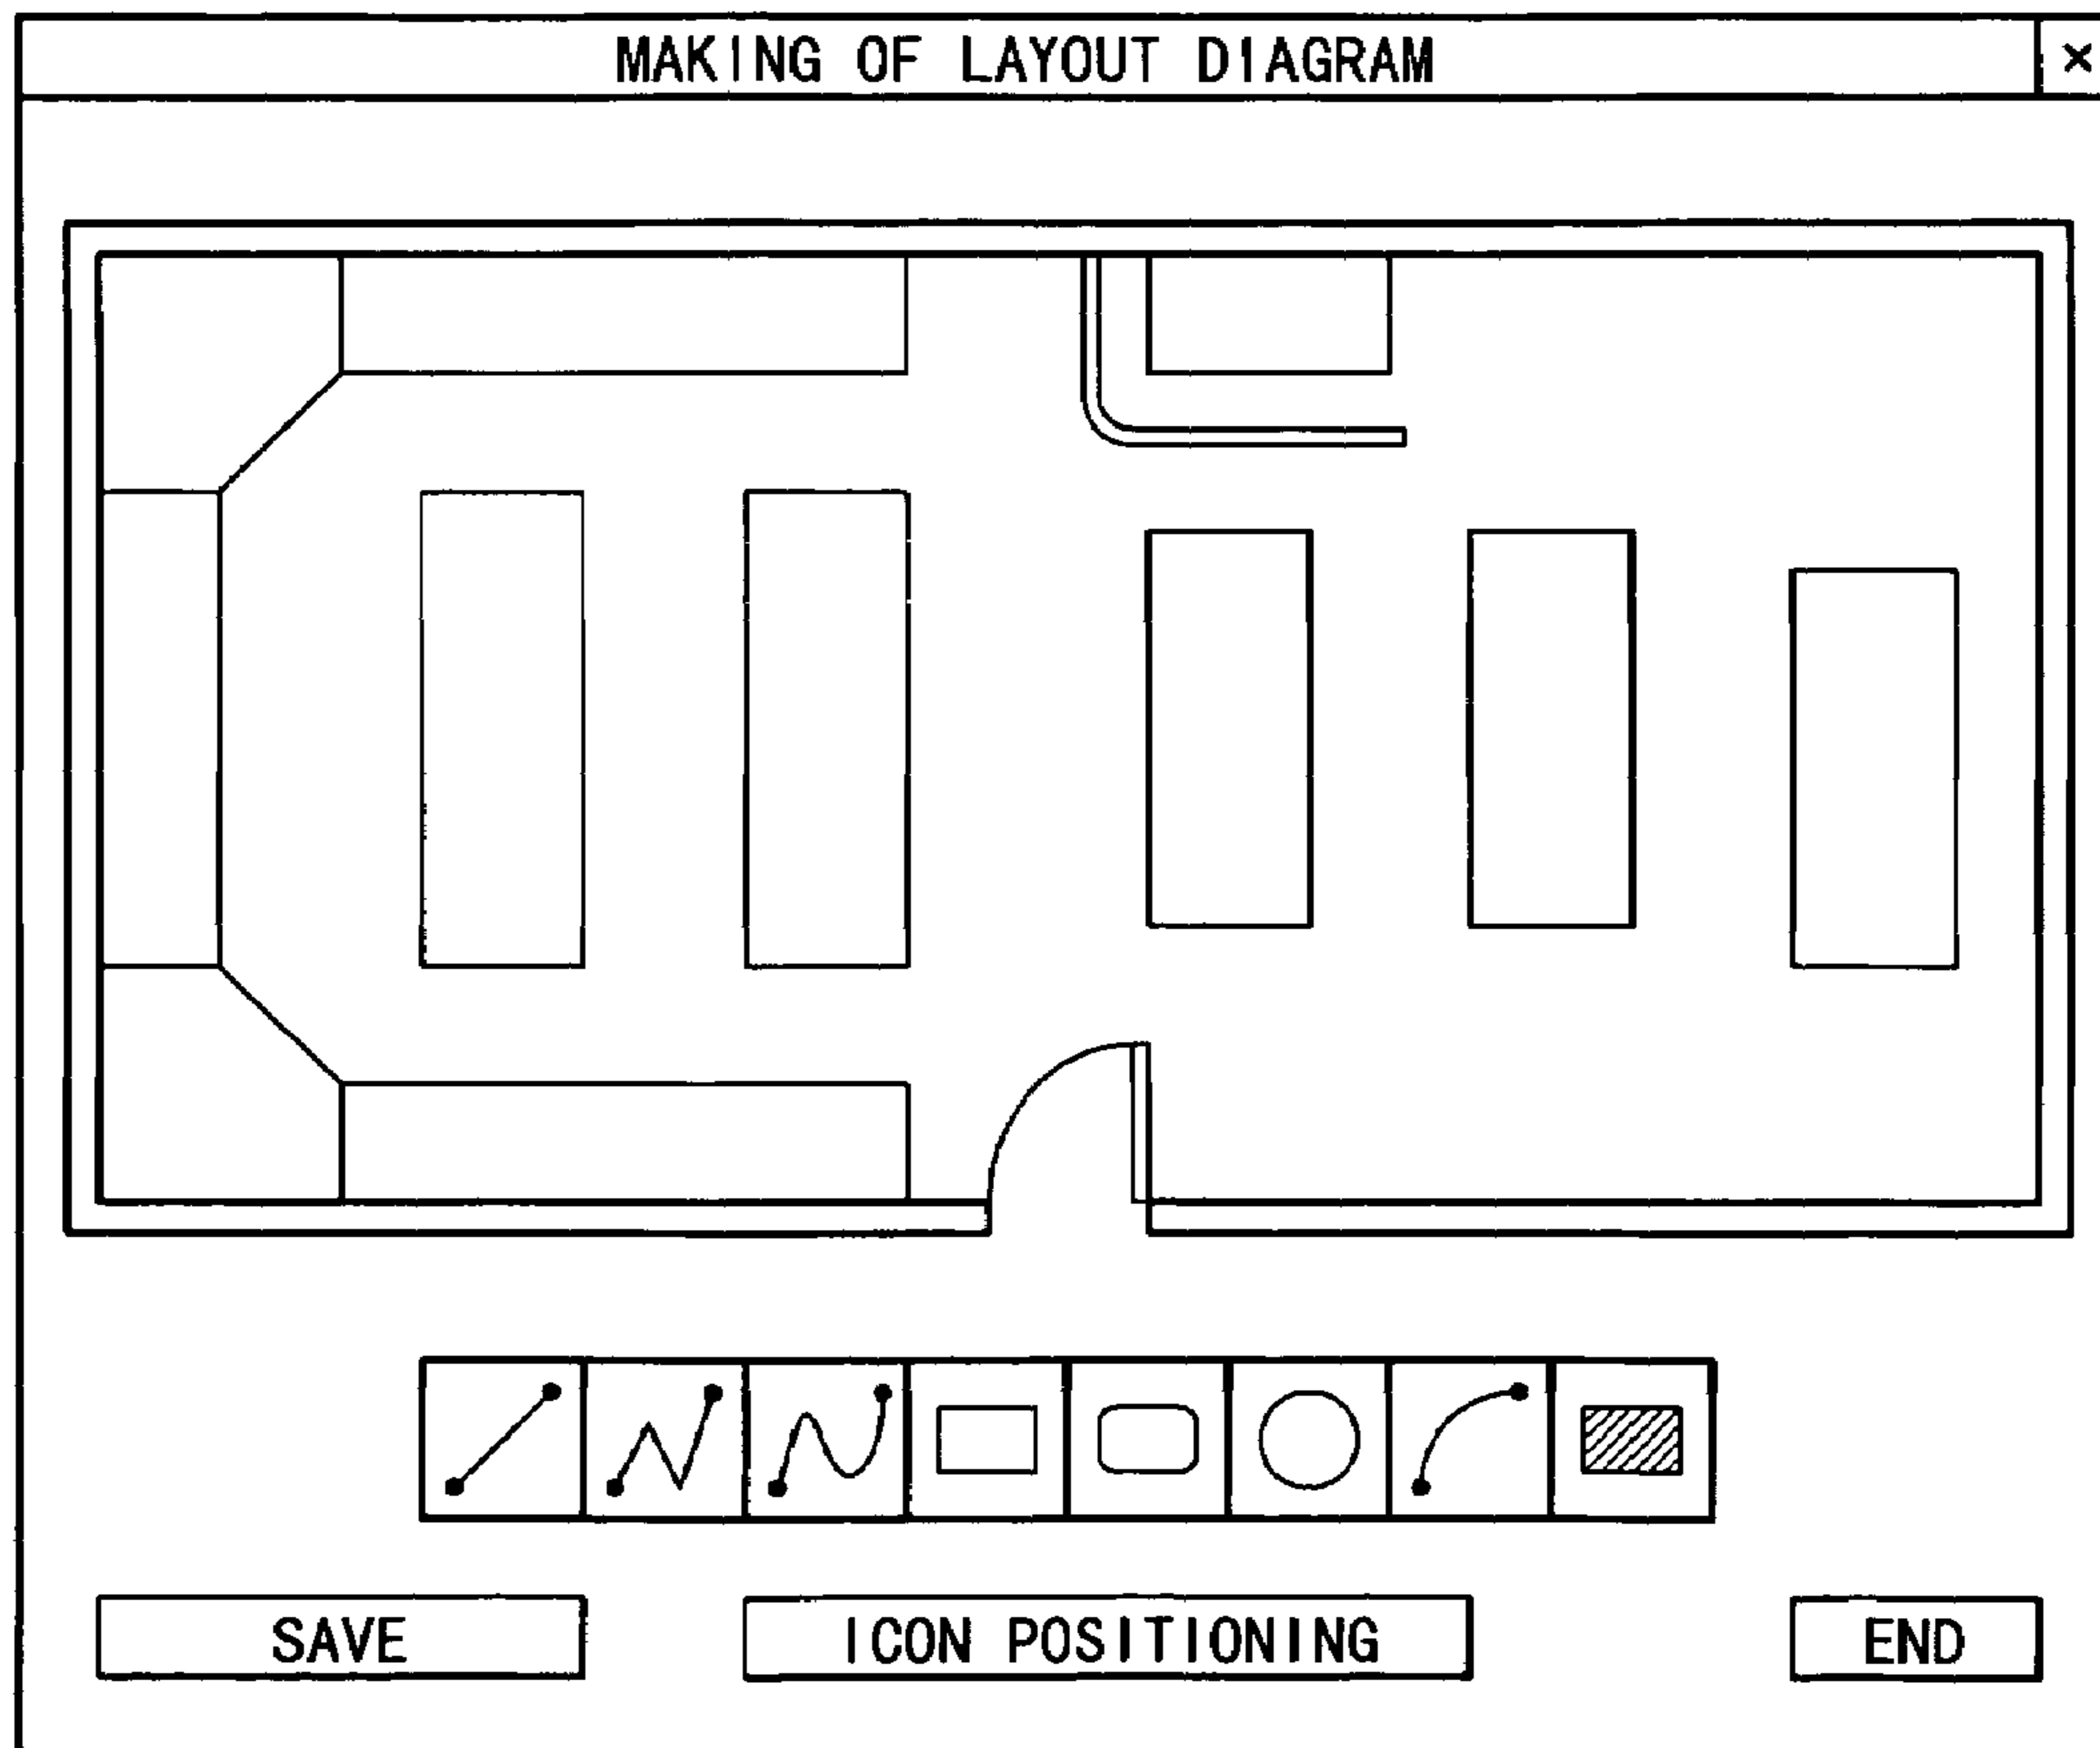 MAKING OF LAYOUT DIAGRAM ×
SAVE
ICON POSITIONING
END